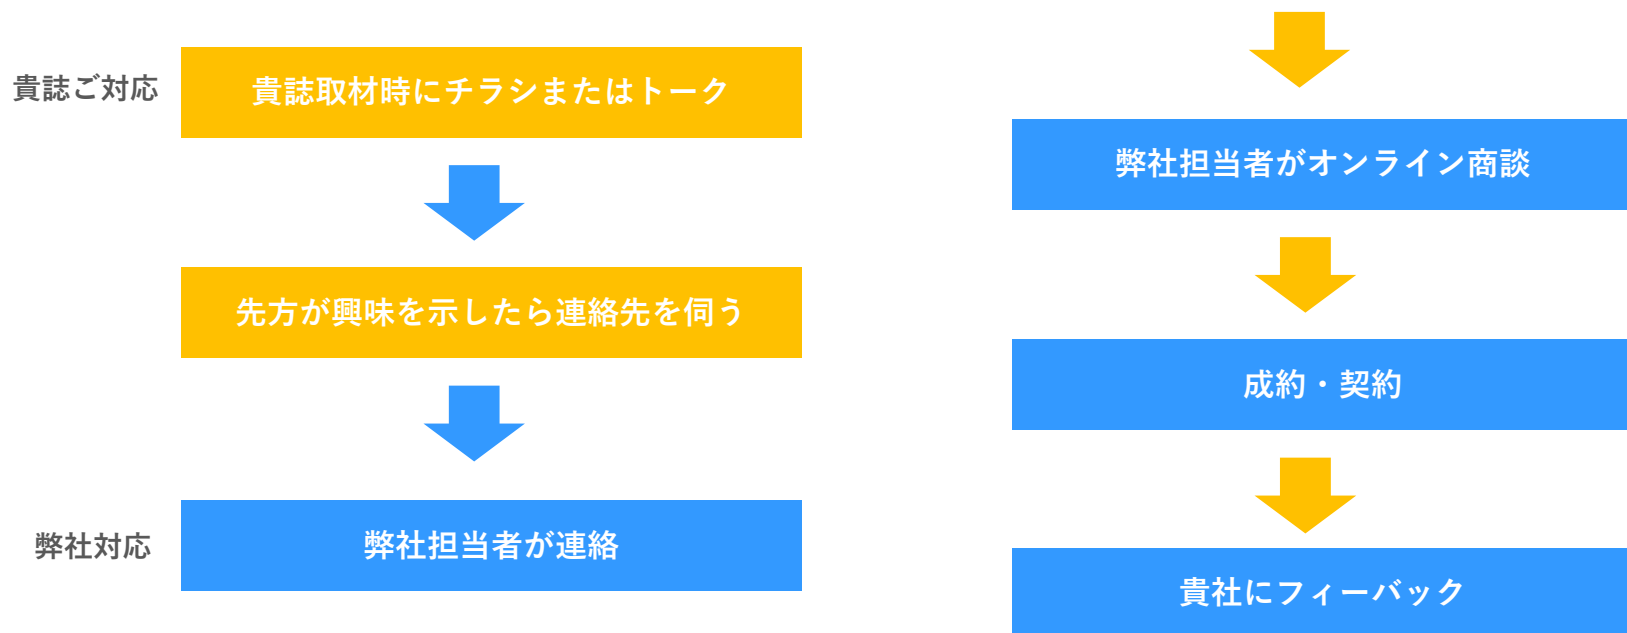 貴誌ご対応
貴誌取材時にチラシまたはトーク
先方が興味を示したら連絡先を伺う
弊社対応
弊社担当者が連絡
弊社担当者がオンライン商談
成約・契約
貴社にフィーバック